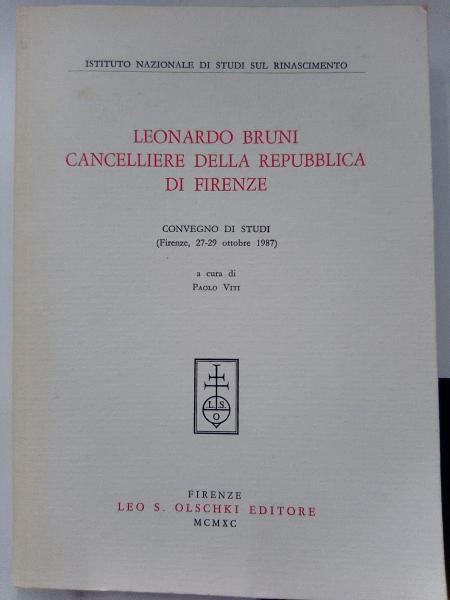 ISTITUTO NAZIONALE DI STUDI SUL RINASCIMENTO
LEONARDO BRUNI
CANCELLIERE DELLA REPUBBLICA
DI FIRENZE
CONVEGNO DI STUDI
(Firenze, 27-29 ottobre 1987)
a cura di
PAOLO VITI
L. S.
O
FIRENZE
LEO S. OLSCHKI EDITORE
MCMXC